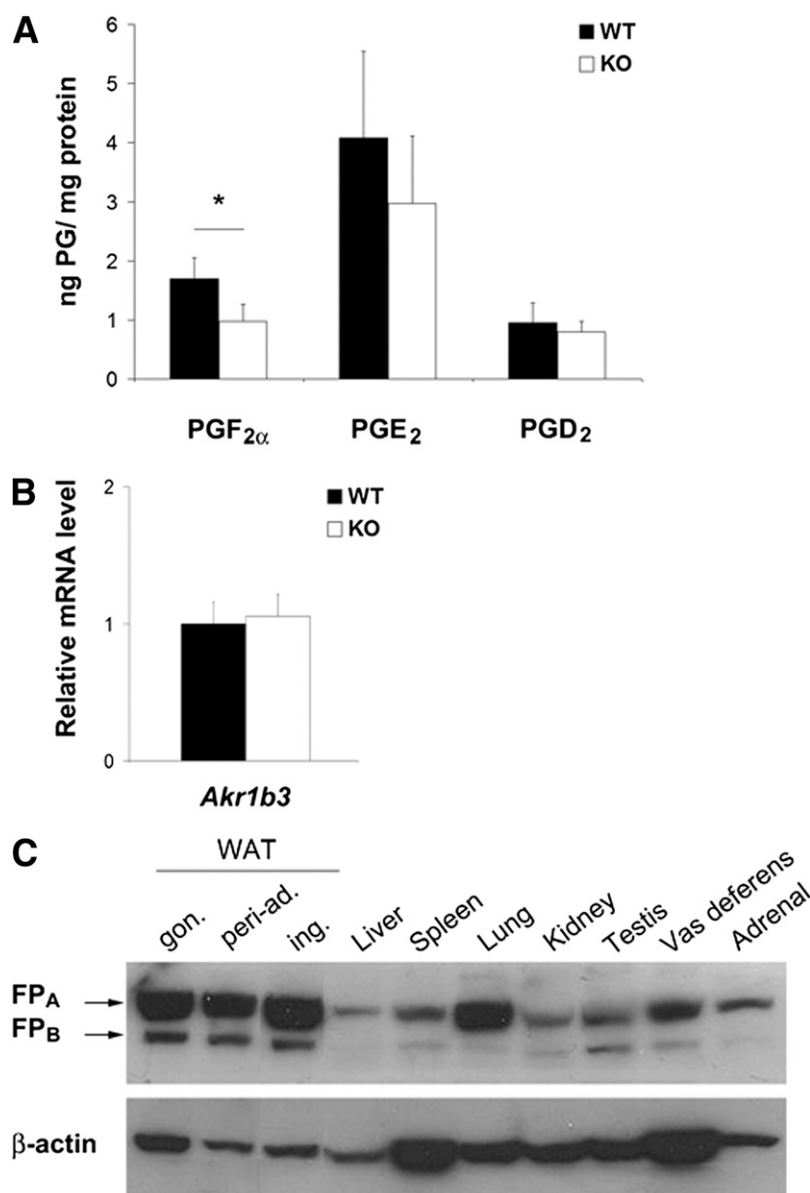 A
6
5
4
3
2
1
0
ng PG/ mg protein
WT
KO
*
PGF2α
PGE2
PGD2
B
2
1
0
Relative mRNA level
WT
KO
Akr1b3
C
WAT
gon. peri-ad. ing. Liver Spleen Lung Kidney Testis Vas deferens Adrenal
FPA
FPB
β-actin